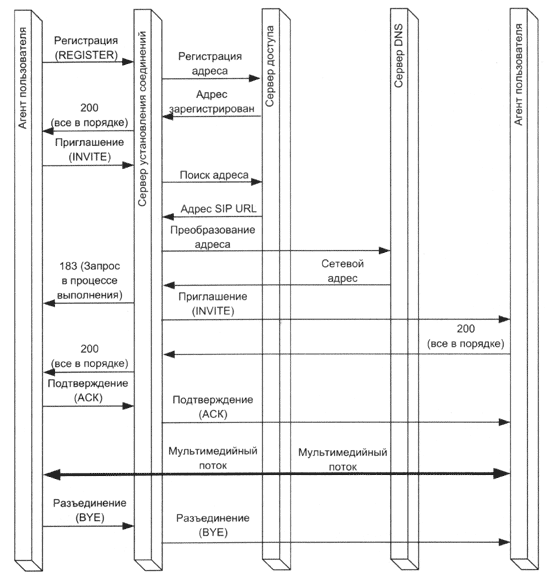 Агент пользователя
Сервер установления соединений
Сервер доступа
Сервер DNS
Агент пользователя
Регистрация
(REGISTER)
Регистрация
адреса
Адрес
зарегистрирован
200
(все в порядке)
Приглашение
(INVITE)
Поиск адреса
Адрес SIP URL
Преобразование
адреса
183 (Запрос
в процессе
выполнения)
Сетевой
адрес
Приглашение
(INVITE)
200
(все в порядке)
200
(все в порядке)
Подтверждение
(ACK)
Подтверждение
(ACK)
Мультимедийный
поток
Мультимедийный
поток
Разъединение
(BYE)
Разъединение
(BYE)